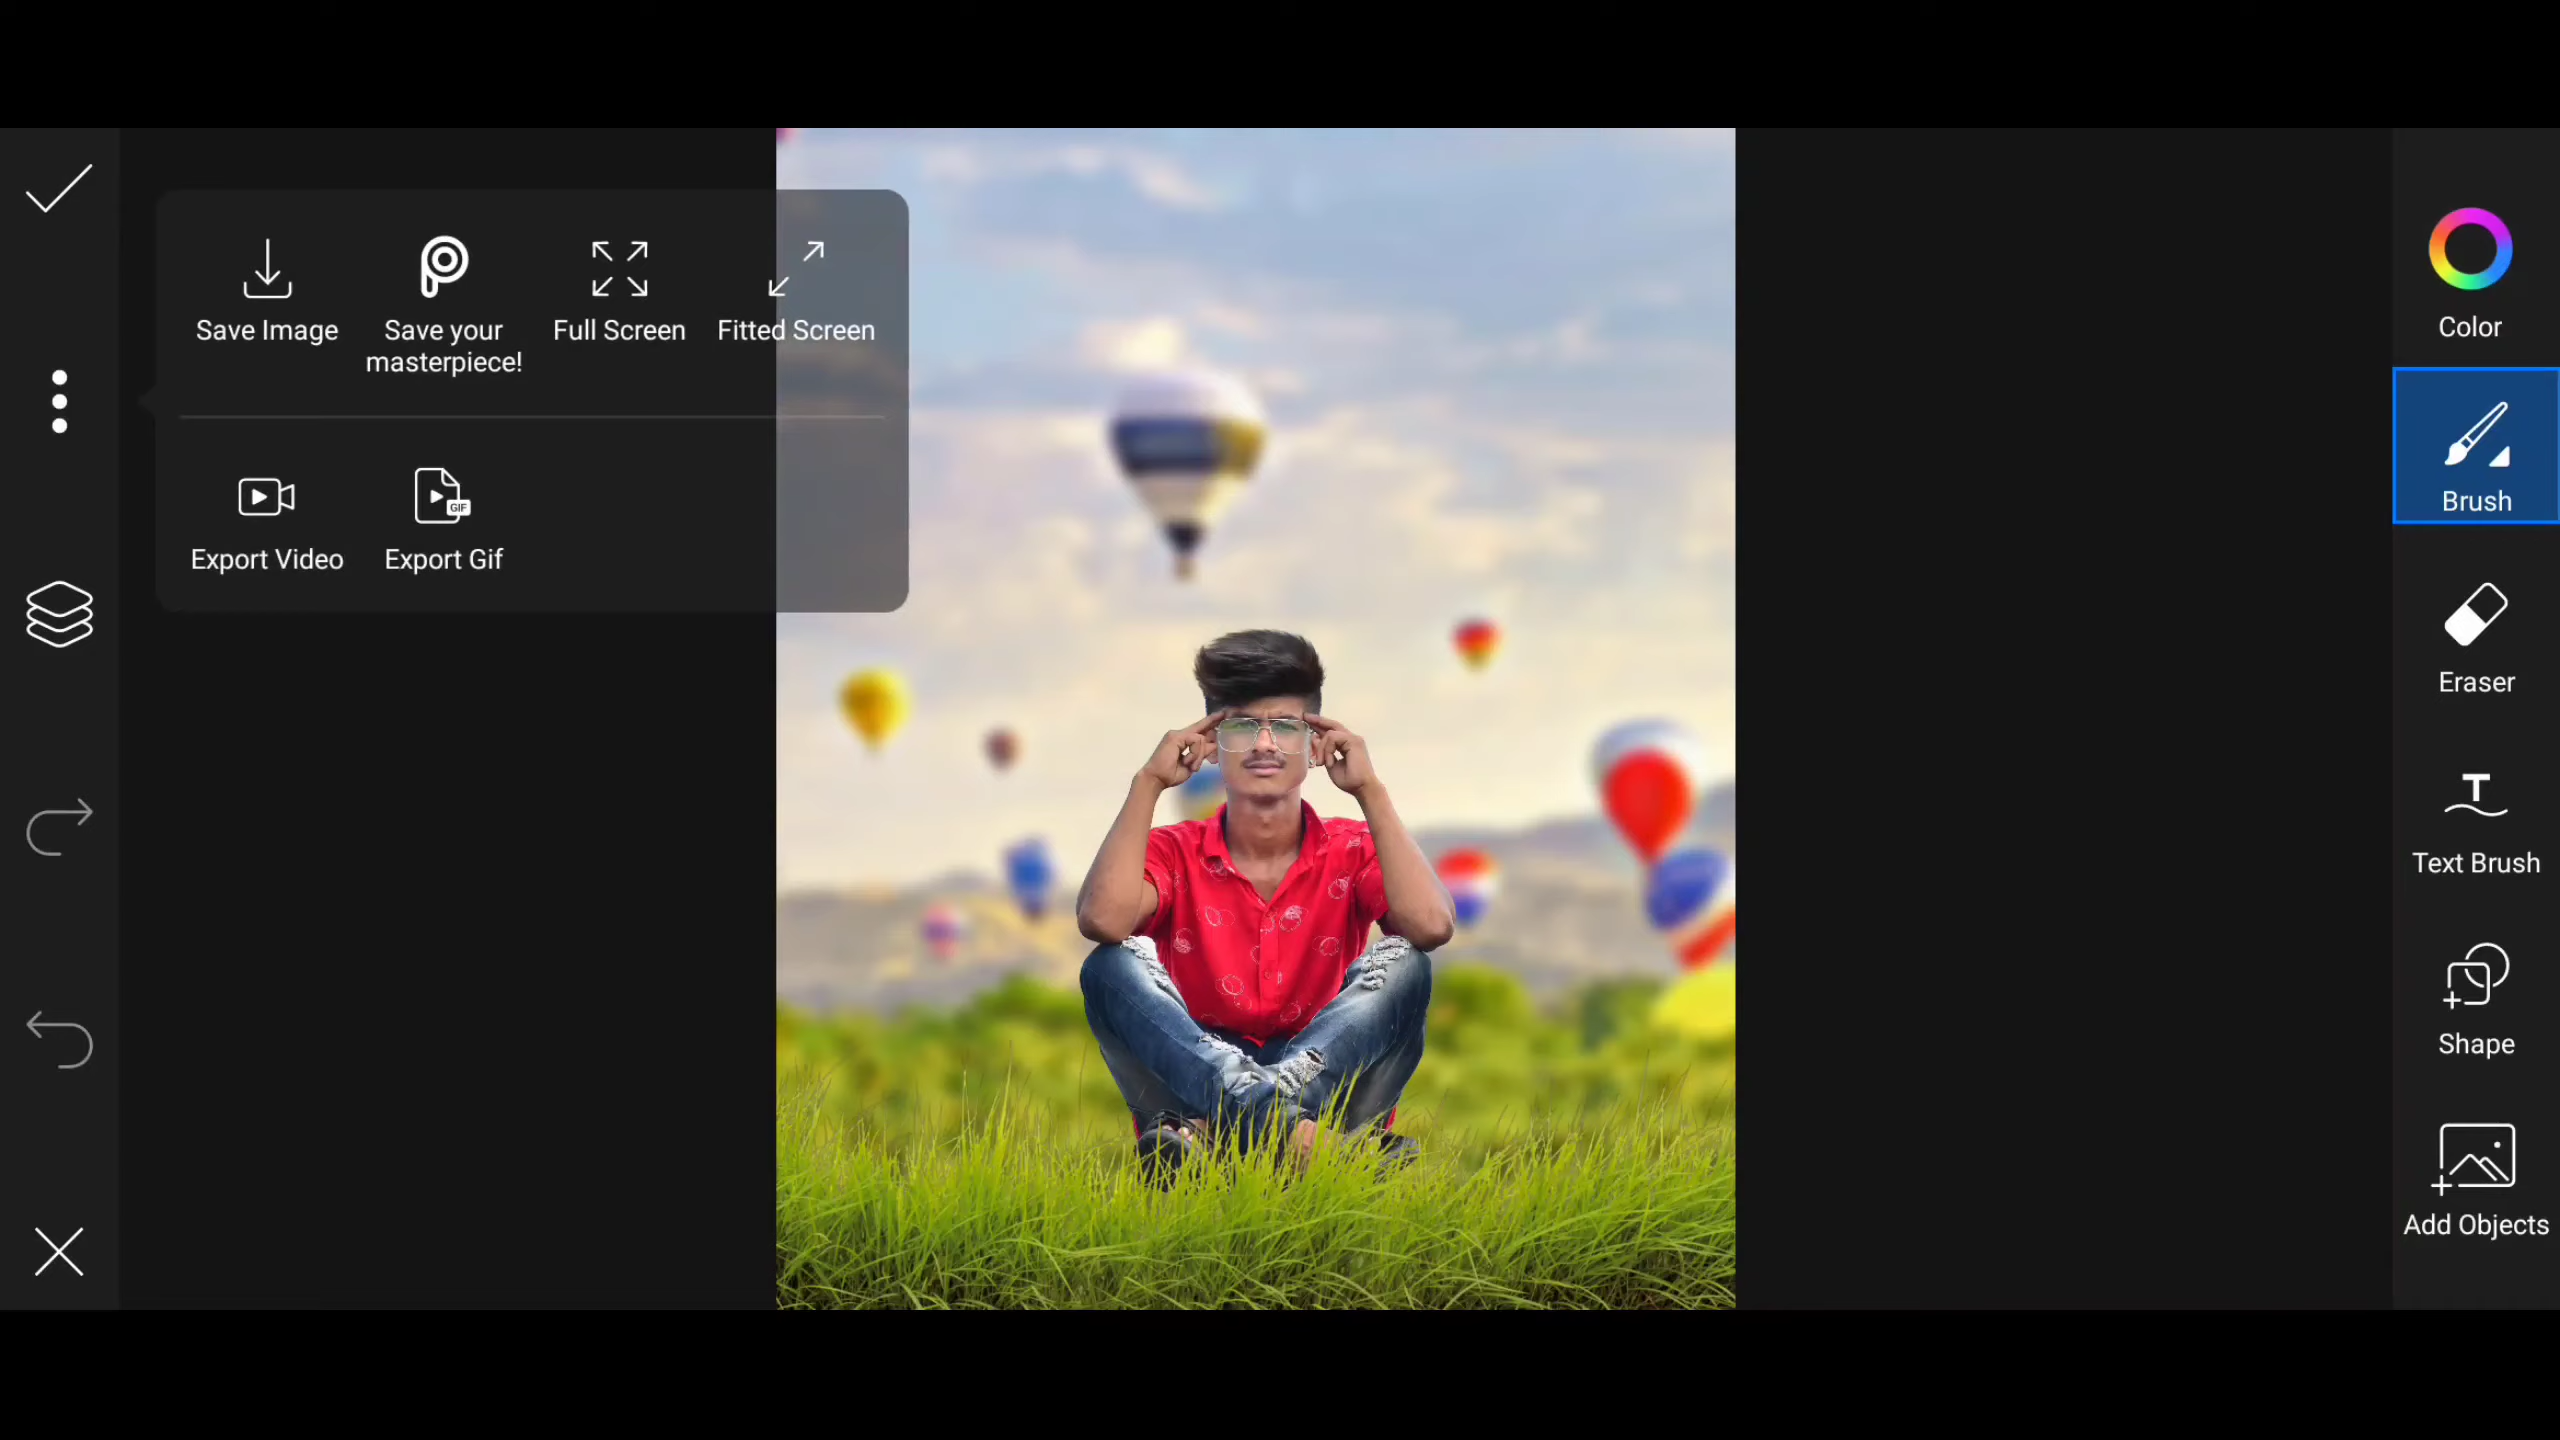 Save Image
Save your
masterpiece!
Full Screen
Fitted Screen
Export Video
GIF
Export Gif
Color
Brush
Eraser
T
Text Brush
Shape
Add Objects